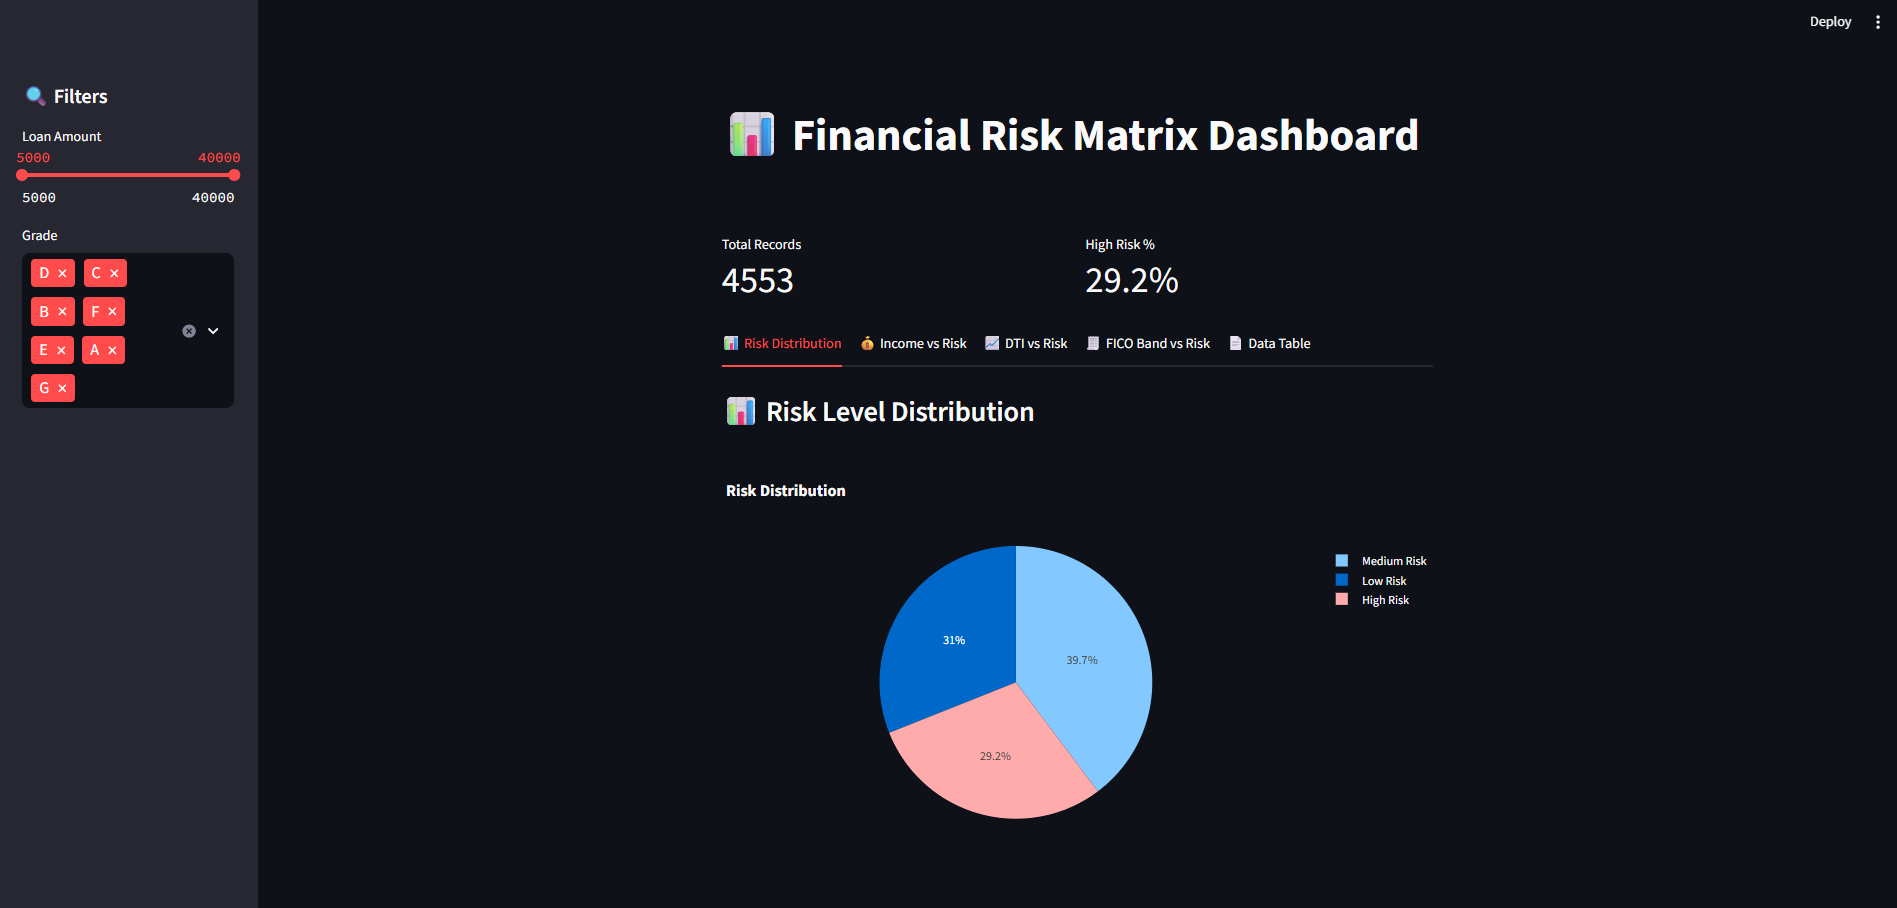 Deploy
Filters
Loan Amount
5000 40000
5000 40000
Grade
D × C ×
B × F ×
E × A ×
G ×
Financial Risk Matrix Dashboard
Total Records High Risk %
4553 29.2%
Risk Distribution Income vs Risk DTI vs Risk FICO Band vs Risk Data Table
Risk Level Distribution
Risk Distribution
Medium Risk
Low Risk
High Risk
31%
39.7%
29.2%